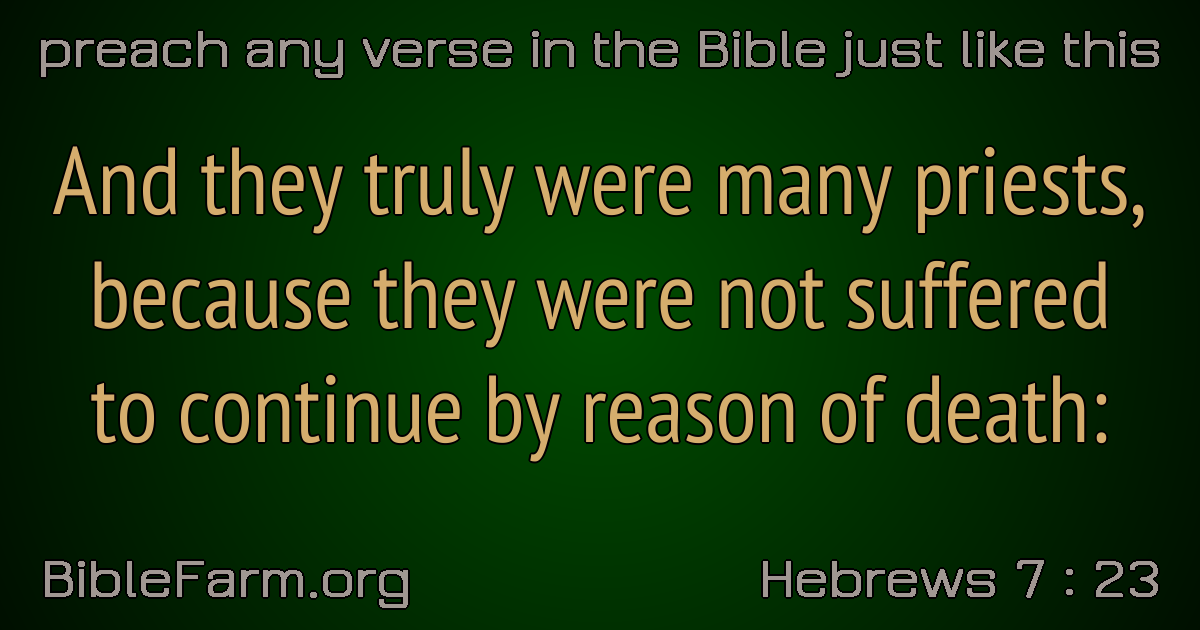 preach any verse in the Bible just like this
And they truly were many priests,
because they were not suffered
to continue by reason of death:
BibleFarm.org
Hebrews 7 : 23